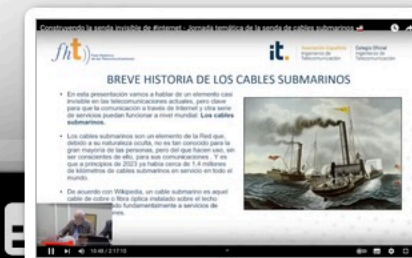 Construyendo la senda invisible de #internet - Jornada temática de la senda de cables submarinos
fht
it.
Asociación Española
Ingenieros de
Telecomunicación
Colegio Oficial
Ingenieros de
Telecomunicación
BREVE HISTORIA DE LOS CABLES SUBMARINOS
• En esta presentación vamos a hablar de un elemento casi
invisible en las telecomunicaciones actuales, pero clave
para que la comunicación a través de Internet y otra serie
de servicios puedan funcionar a nivel mundial. Los cables
submarinos.
• Los cables submarinos son un elemento de la Red que,
debido a su naturaleza oculta, no es tan conocido para la
gran mayoría de las personas, pero del que hacen uso, sin
ser conscientes de ello, para sus comunicaciones. Y es
que a principios de 2023 ya había cerca de 1,4 millones
de kilómetros de cables submarinos en servicio en todo el
mundo.
• De acuerdo con Wikipedia, un cable submarino es aquel
cable de cobre o fibra óptica instalado sobre el lecho
do fundamentalmente a servicios de
nes.
E